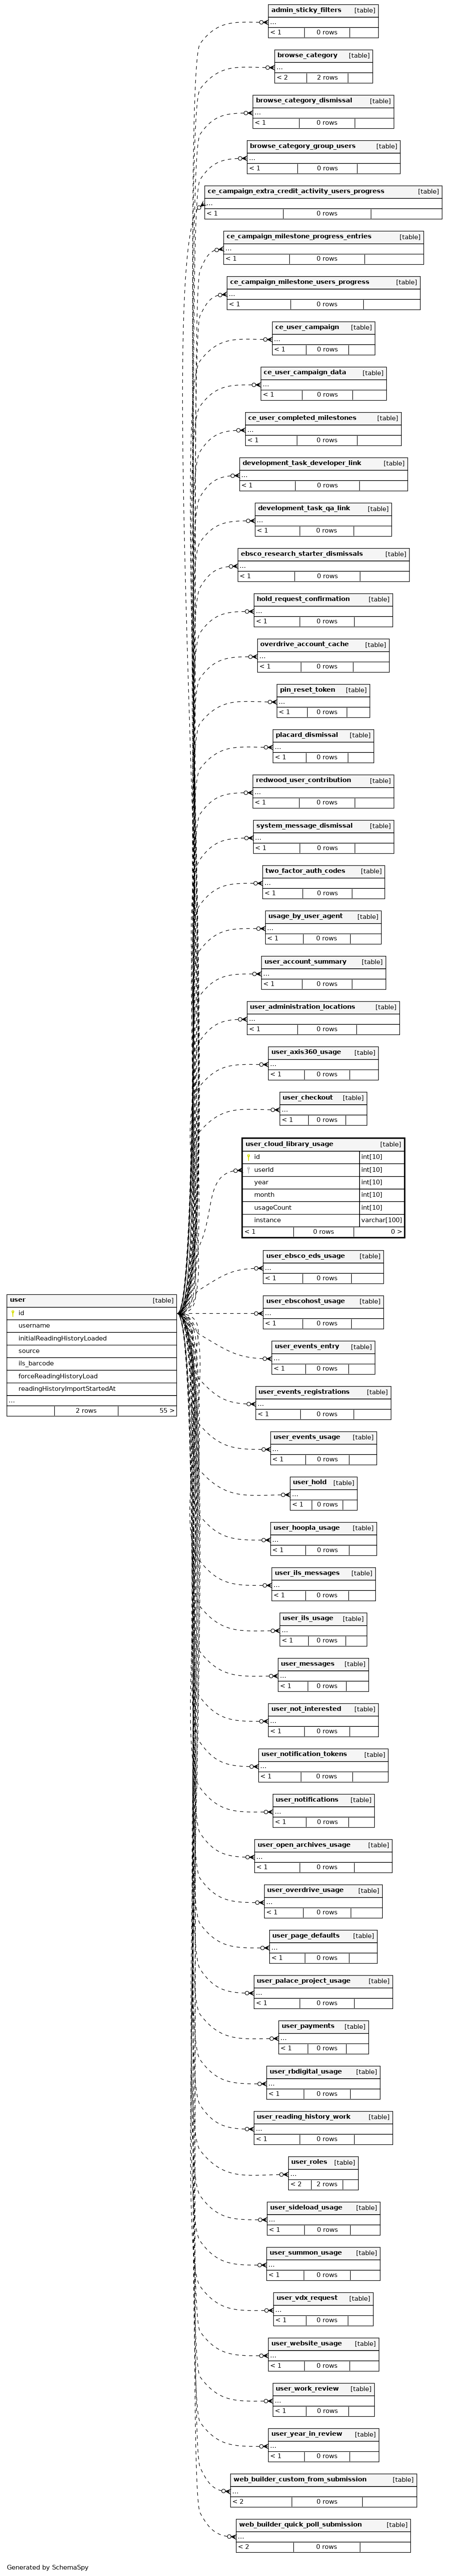 admin_sticky_filters [table]
...
< 1 0 rows
browse_category [table]
...
< 2 2 rows
browse_category_dismissal [table]
...
< 1 0 rows
browse_category_group_users [table]
...
< 1 0 rows
ce_campaign_extra_credit_activity_users_progress [table]
...
< 1 0 rows
ce_campaign_milestone_progress_entries [table]
...
< 1 0 rows
ce_campaign_milestone_users_progress [table]
...
< 1 0 rows
ce_user_campaign [table]
...
< 1 0 rows
ce_user_campaign_data [table]
...
< 1 0 rows
ce_user_completed_milestones [table]
...
< 1 0 rows
development_task_developer_link [table]
...
< 1 0 rows
development_task_qa_link [table]
...
< 1 0 rows
ebsco_research_starter_dismissals [table]
...
< 1 0 rows
hold_request_confirmation [table]
...
< 1 0 rows
overdrive_account_cache [table]
...
< 1 0 rows
pin_reset_token [table]
...
< 1 0 rows
placard_dismissal [table]
...
< 1 0 rows
redwood_user_contribution [table]
...
< 1 0 rows
system_message_dismissal [table]
...
< 1 0 rows
two_factor_auth_codes [table]
...
< 1 0 rows
usage_by_user_agent [table]
...
< 1 0 rows
user_account_summary [table]
...
< 1 0 rows
user_administration_locations [table]
...
< 1 0 rows
user_axis360_usage [table]
...
< 1 0 rows
user_checkout [table]
...
< 1 0 rows
user_cloud_library_usage [table]
id int[10]
userId int[10]
year int[10]
month int[10]
usageCount int[10]
instance varchar[100]
< 1 0 rows 0 >
user_ebsco_eds_usage [table]
...
< 1 0 rows
user_ebscohost_usage [table]
...
< 1 0 rows
user [table]
id
username
initialReadingHistoryLoaded
source
ils_barcode
forceReadingHistoryLoad
readingHistoryImportStartedAt
...
2 rows 55 >
user_events_entry [table]
...
< 1 0 rows
user_events_registrations [table]
...
< 1 0 rows
user_events_usage [table]
...
< 1 0 rows
user_hold [table]
...
< 1 0 rows
user_hoopla_usage [table]
...
< 1 0 rows
user_ils_messages [table]
...
< 1 0 rows
user_ils_usage [table]
...
< 1 0 rows
user_messages [table]
...
< 1 0 rows
user_not_interested [table]
...
< 1 0 rows
user_notification_tokens [table]
...
< 1 0 rows
user_notifications [table]
...
< 1 0 rows
user_open_archives_usage [table]
...
< 1 0 rows
user_overdrive_usage [table]
...
< 1 0 rows
user_page_defaults [table]
...
< 1 0 rows
user_palace_project_usage [table]
...
< 1 0 rows
user_payments [table]
...
< 1 0 rows
user_rbdigital_usage [table]
...
< 1 0 rows
user_reading_history_work [table]
...
< 1 0 rows
user_roles [table]
...
< 2 2 rows
user_sideload_usage [table]
...
< 1 0 rows
user_summon_usage [table]
...
< 1 0 rows
user_vdx_request [table]
...
< 1 0 rows
user_website_usage [table]
...
< 1 0 rows
user_work_review [table]
...
< 1 0 rows
user_year_in_review [table]
...
< 1 0 rows
web_builder_custom_from_submission [table]
...
< 2 0 rows
web_builder_quick_poll_submission [table]
...
< 2 0 rows
Generated by SchemaSpy